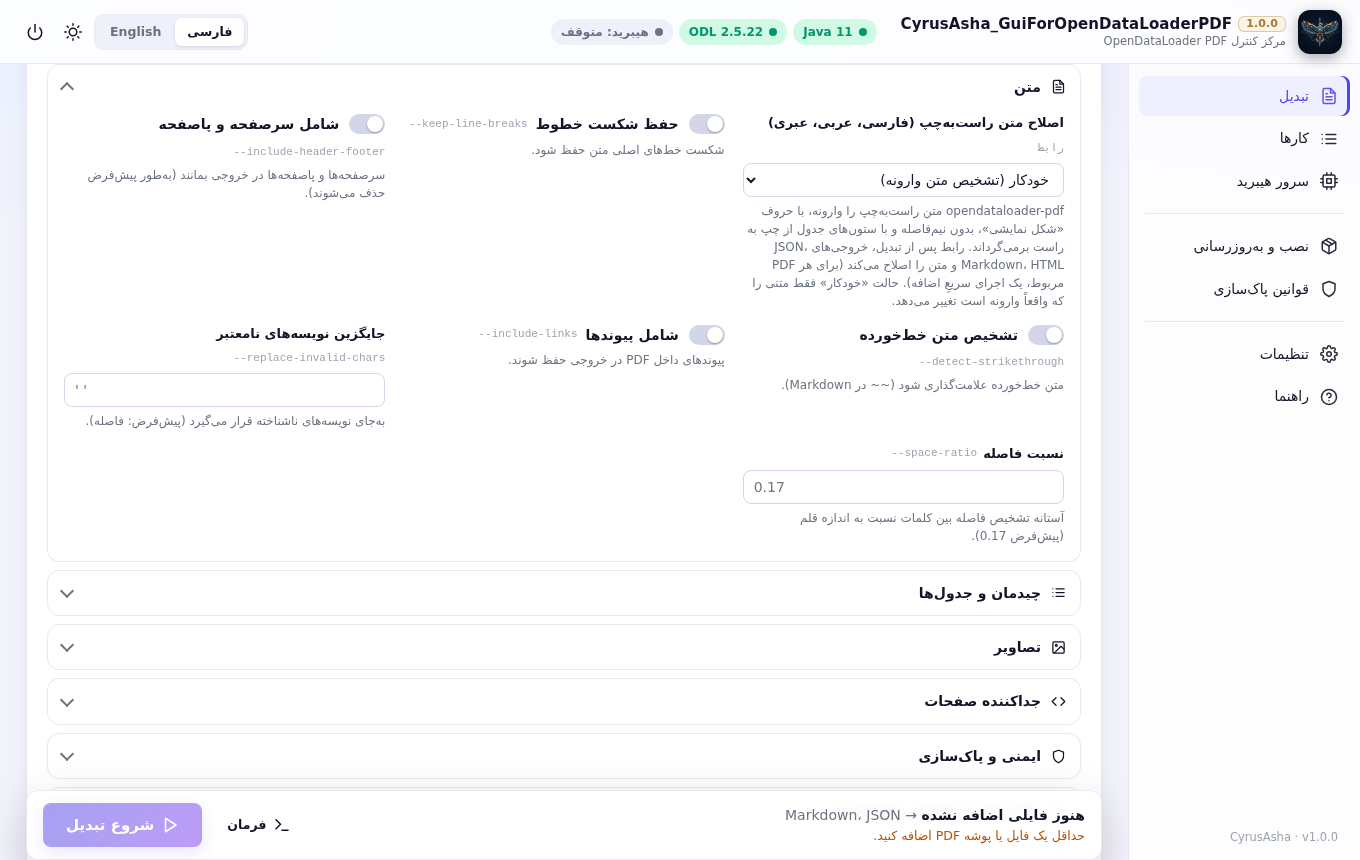 CyrusAsha_GuiForOpenDataLoaderPDF 1.0.0
مرکز کنترل OpenDataLoader PDF
Java 11
ODL 2.5.22
هیبرید: متوقف
فارسی
English
تبدیل
کارها
سرور هیبرید
نصب و به‌روزرسانی
قوانین پاک‌سازی
تنظیمات
راهنما
CyrusAsha · v1.0.0
متن
اصلاح متن راست‌به‌چپ (فارسی، عربی، عبری)
رابط
خودکار (تشخیص متن وارونه)
opendataloader-pdf متن راست‌به‌چپ را وارونه، با حروف
«شکل نمایشی»، بدون نیم‌فاصله و با ستون‌های جدول از چپ به
راست برمی‌گرداند. رابط پس از تبدیل، خروجی‌های JSON،
Markdown، HTML و متن را اصلاح می‌کند (برای هر PDF
مربوط، یک اجرای سریع اضافه). حالت «خودکار» فقط متنی را
که واقعاً وارونه است تغییر می‌دهد.
حفظ شکست خطوط --keep-line-breaks
شکست خط‌های اصلی متن حفظ شود.
شامل سرصفحه و پاصفحه
--include-header-footer
سرصفحه‌ها و پاصفحه‌ها در خروجی بمانند (به‌طور پیش‌فرض
حذف می‌شوند).
تشخیص متن خط‌خورده
--detect-strikethrough
متن خط‌خورده علامت‌گذاری شود (~~ در Markdown).
شامل پیوندها --include-links
پیوندهای داخل PDF در خروجی حفظ شوند.
جایگزین نویسه‌های نامعتبر
--replace-invalid-chars
' '
به‌جای نویسه‌های ناشناخته قرار می‌گیرد (پیش‌فرض: فاصله).
نسبت فاصله --space-ratio
0.17
آستانه تشخیص فاصله بین کلمات نسبت به اندازه قلم
(پیش‌فرض 0.17).
چیدمان و جدول‌ها
تصاویر
جداکننده صفحات
ایمنی و پاک‌سازی
هنوز فایلی اضافه نشده → Markdown، JSON
حداقل یک فایل یا پوشه PDF اضافه کنید.
فرمان
شروع تبدیل